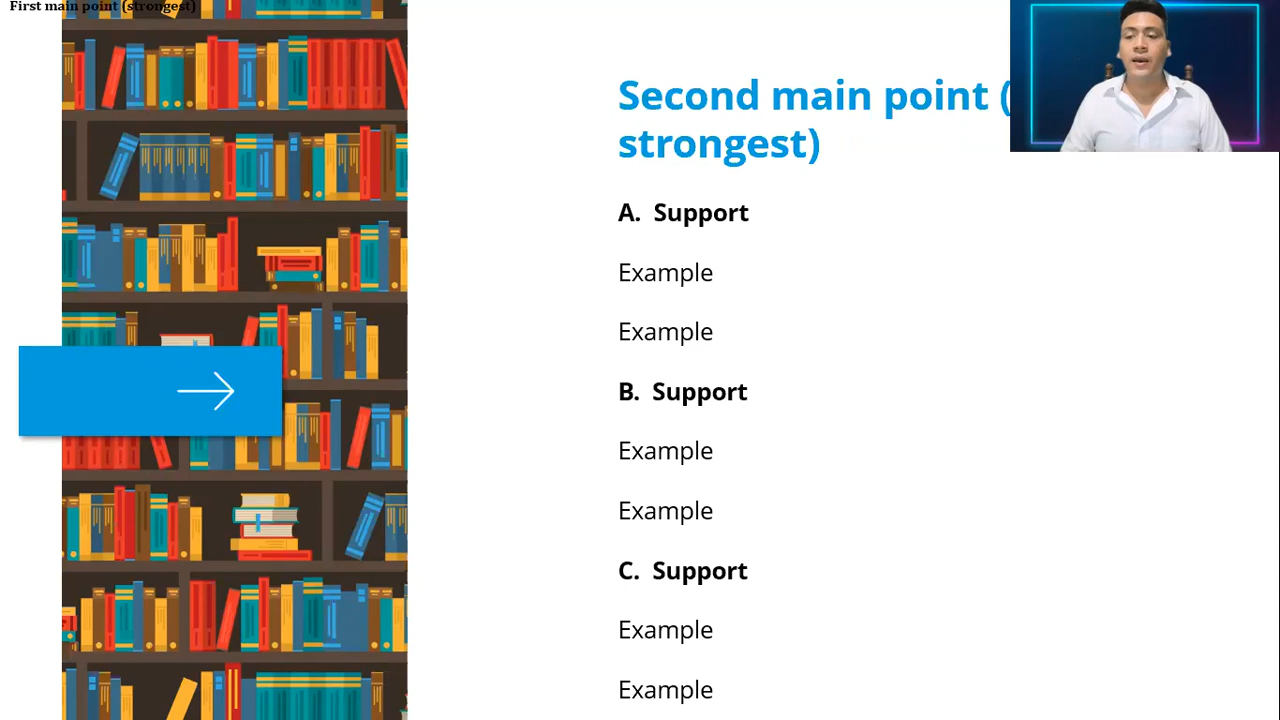 First main point (strongest)
Second main point (
strongest)
A. Support
Example
Example
B. Support
Example
Example
C. Support
Example
Example